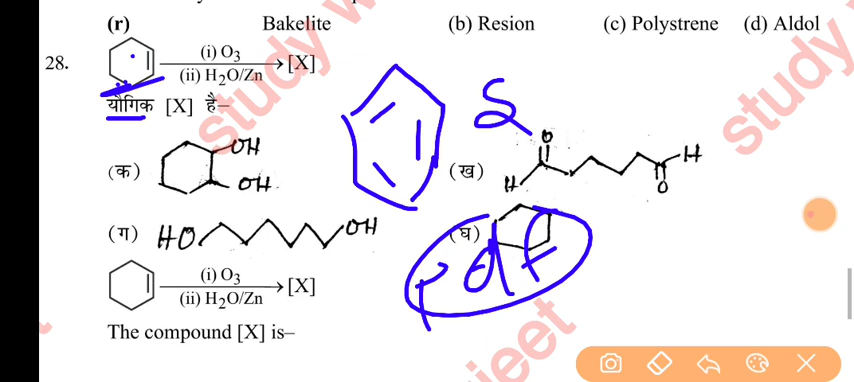 (r) Bakelite (b) Resion (c) Polystrene (d) Aldol
28. (i) O3 (ii) H2O/Zn [X]
यौगिक [X] है–
(क) OH OH (ख) O H H O
(ग) HO OH (घ)
S
pdf
(i) O3 (ii) H2O/Zn [X]
The compound [X] is–
study
study
jeet